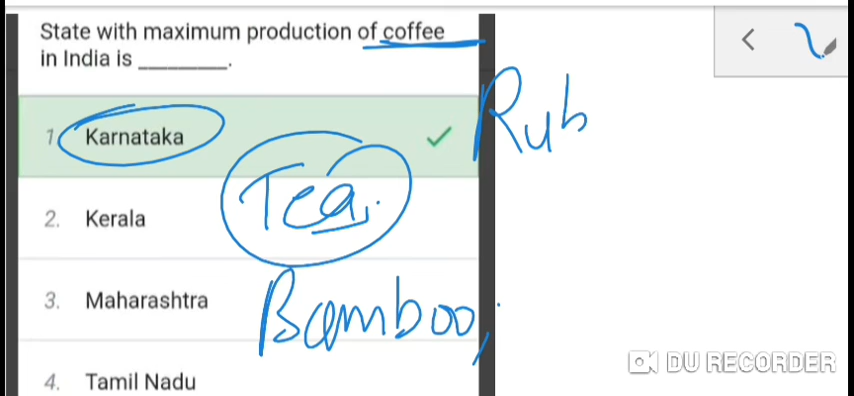 State with maximum production of coffee
in India is ________.
1 Karnataka
Rub
Tea.
2. Kerala
3. Maharashtra
Bamboo,
4. Tamil Nadu
DU RECORDER